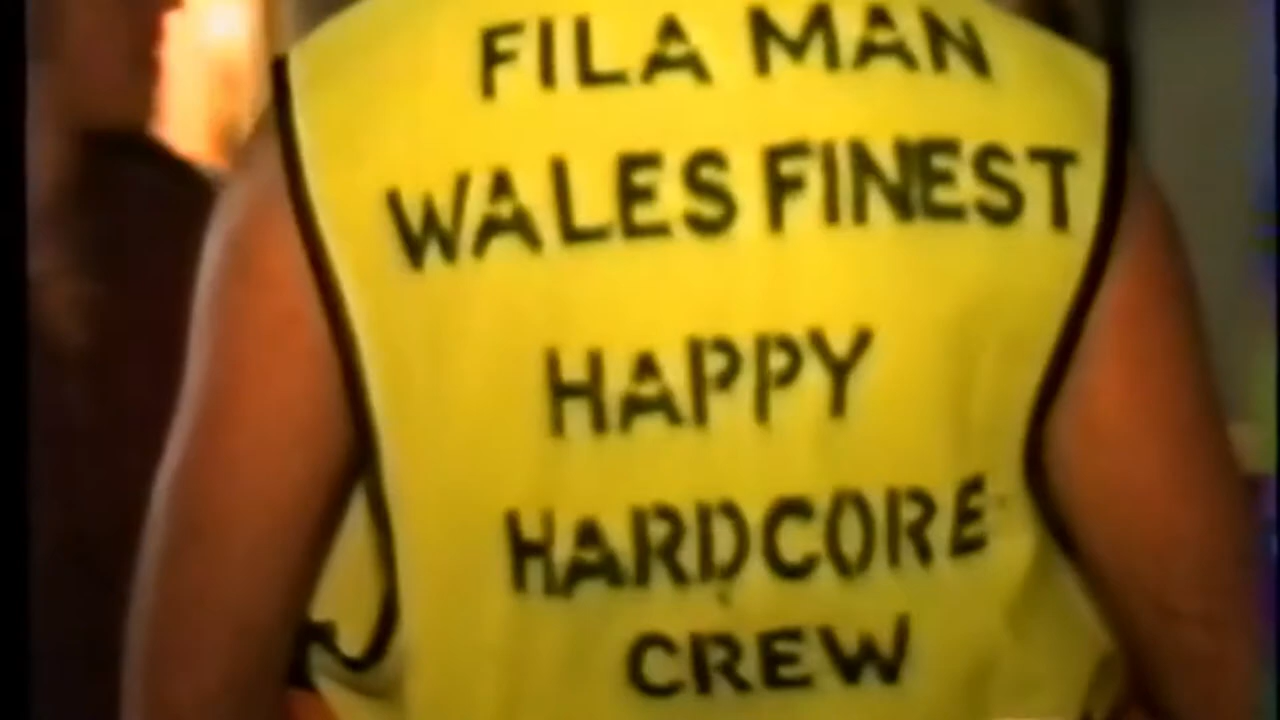 FILA MAN
WALES FINEST
HAPPY
HARDCORE
CREW